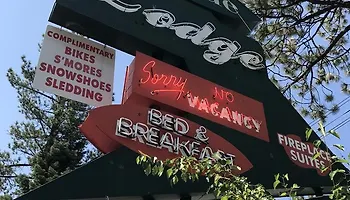 Lodge
COMPLIMENTARY
BIKES
S'MORES
SNOWSHOES
SLEDDING
Sorry NO
VACANCY
BED &
BREAKFAST
FIREPLACE
SUITES